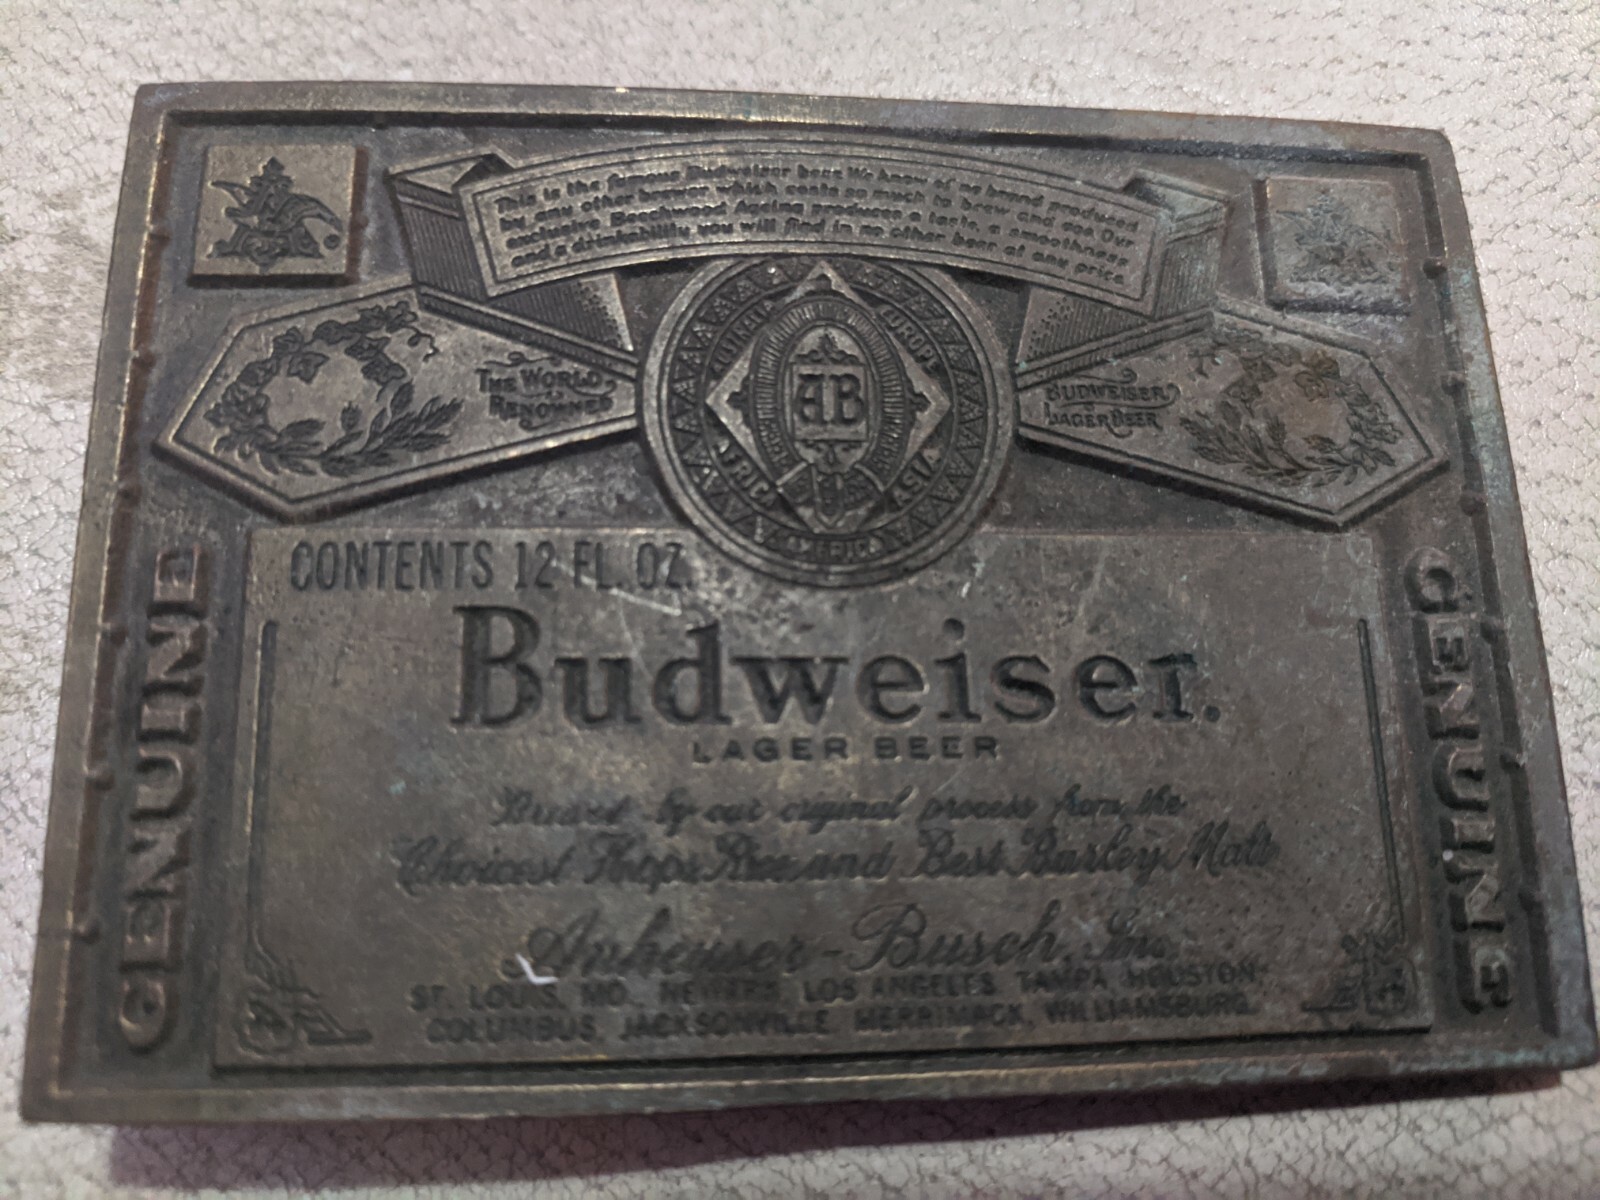 This is the famous Budweiser beer. We know of no brand produced
by any other brewer which costs so much to brew and age. Our
exclusive Beechwood Ageing produces a taste, a smoothness
and a drinkability you will find in no other beer at any price.
AUSTRALIA
EUROPE
AB
AFRICA
ASIA
AMERICA
THE WORLD
RENOWNED
BUDWEISER
LAGER BEER
GENUINE
GENUINE
CONTENTS 12 FL. OZ.
Budweiser.
LAGER BEER
Brewed by our original process from the
Choicest Hops, Rice and Best Barley Malt
Anheuser-Busch, Inc.
ST. LOUIS, MO. NEWARK LOS ANGELES TAMPA HOUSTON
COLUMBUS JACKSONVILLE MERRIMACK, WILLIAMSBURG